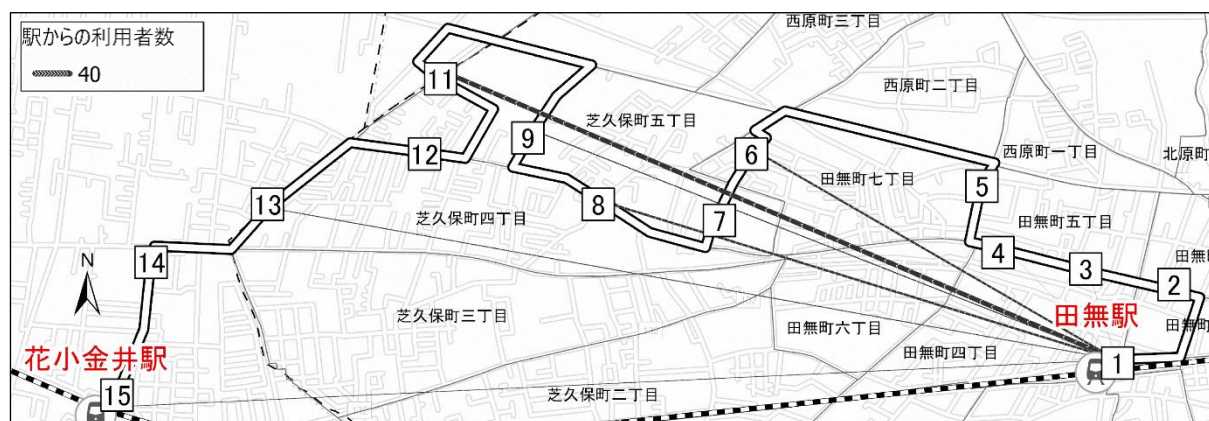 駅からの利用者数
40
西原町三丁目
西原町二丁目
11
芝久保町五丁目
9
6
西原町一丁目
北原町
12
田無町七丁目
5
13
芝久保町四丁目
8
7
田無町五丁目
14
4
3
2
田無
N
芝久保町三丁目
田無町六丁目
田無駅
田無町
花小金井駅
田無町四丁目
1
15
芝久保町二丁目